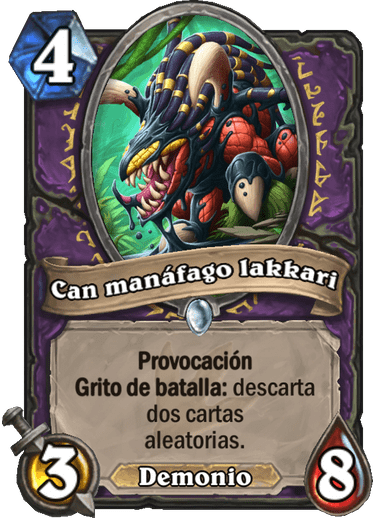 4
Can manáfago lakkari
Provocación
Grito de batalla: descarta
dos cartas
aleatorias.
3
Demonio
8